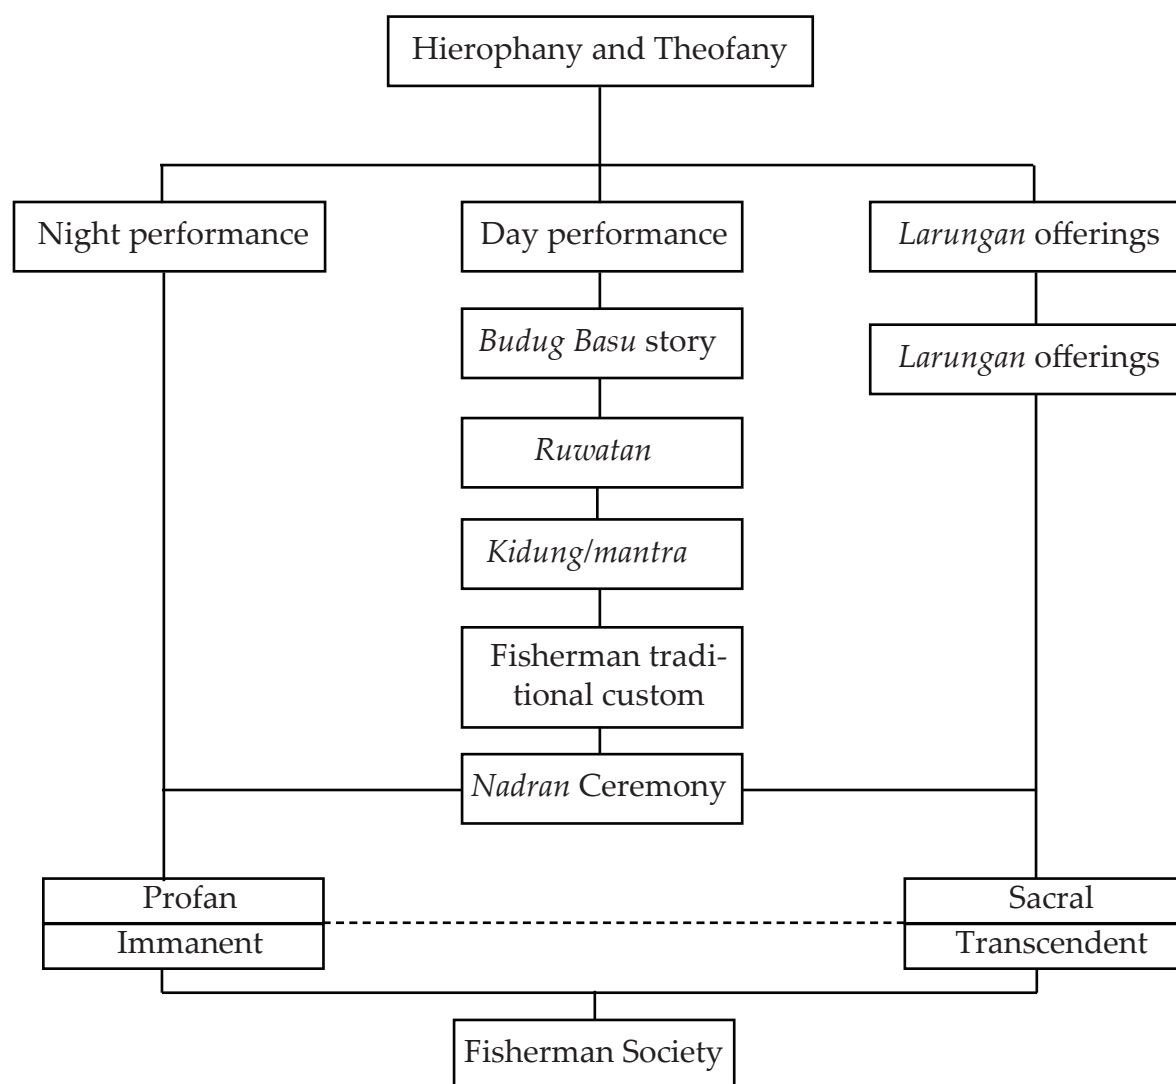 Hierophany and Theofany
Night performance
Day performance
Larungan offerings
Budug Basu story
Larungan offerings
Ruwatan
Kidung/mantra
Fisherman tradi-
tional custom
Nadran Ceremony
Profan
Sacral
Immanent
Transcendent
Fisherman Society